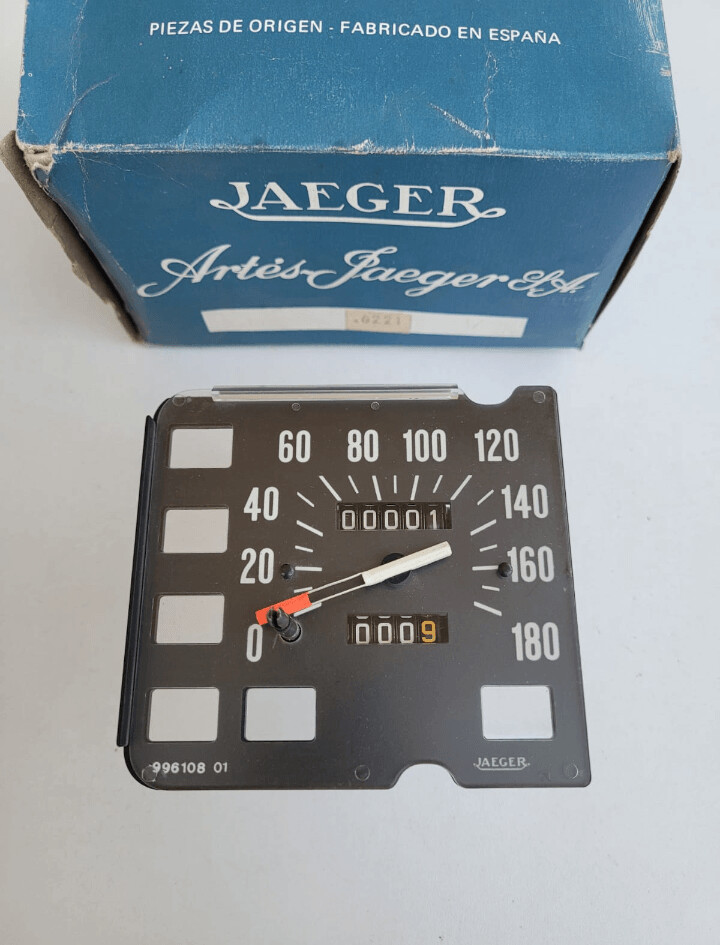 PIEZAS DE ORIGEN - FABRICADO EN ESPAÑA
JAEGER
Artés-Jaeger S.A.
60 80 100 120
40 140
00001
20 160
0009
0 180
996108 01
JAEGER